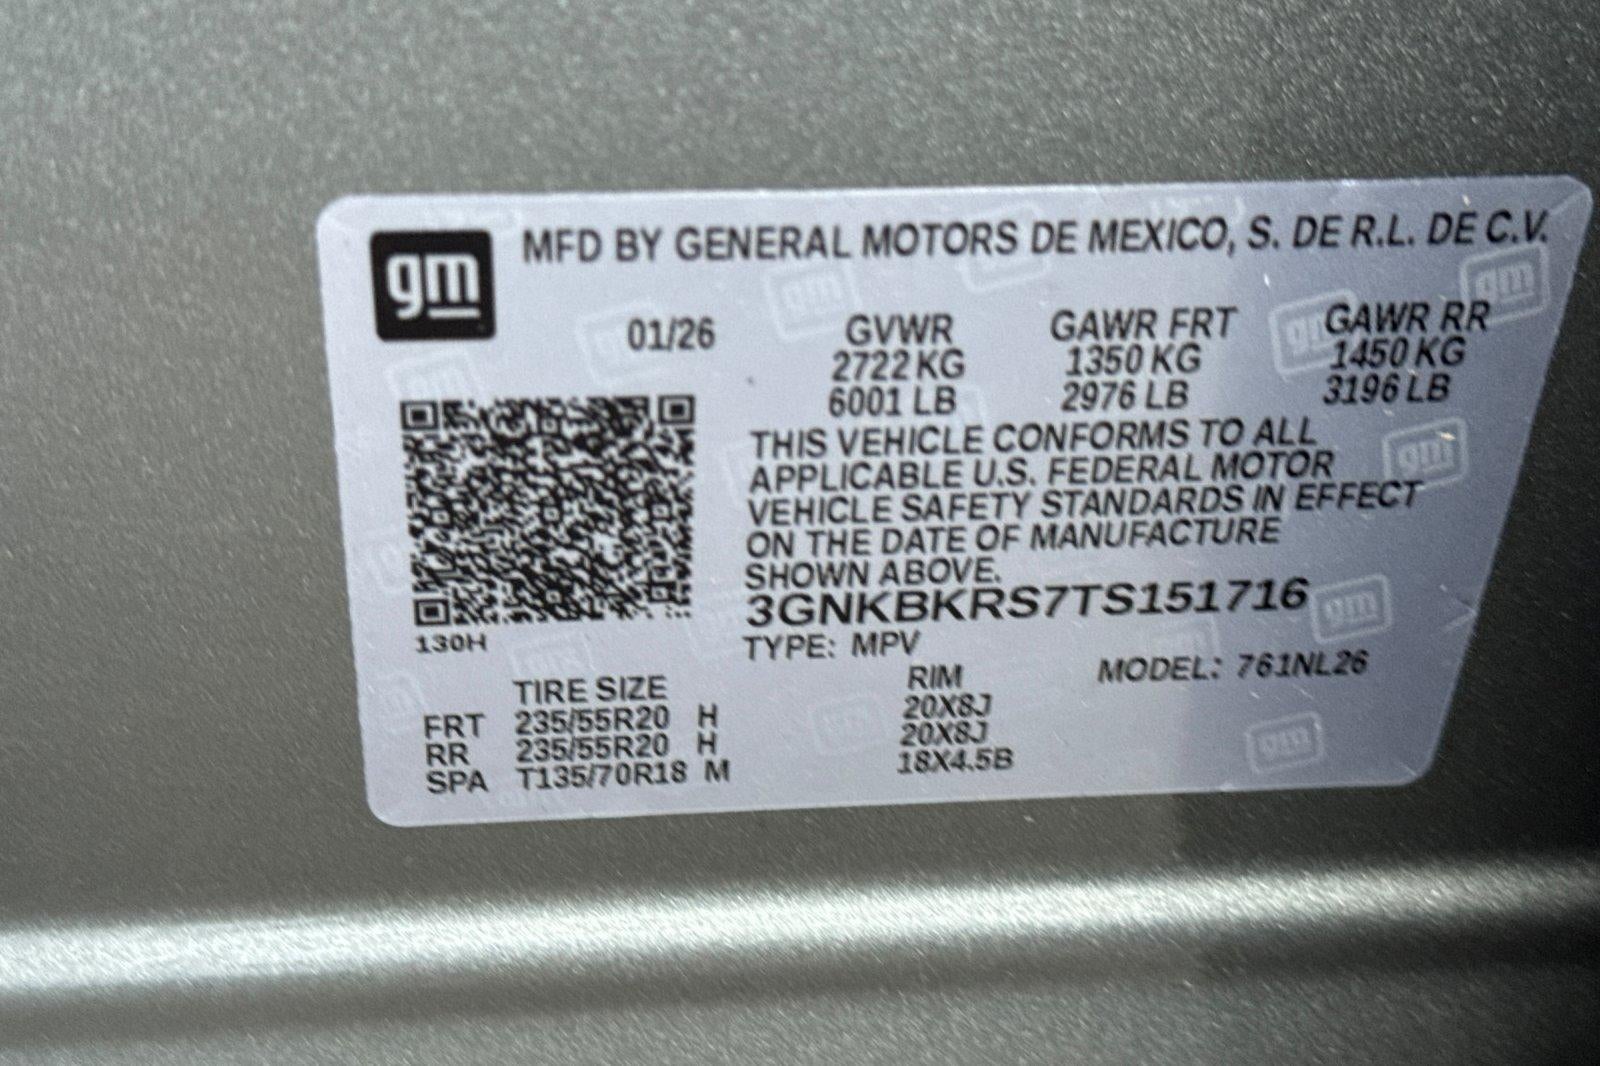 gm
MFD BY GENERAL MOTORS DE MEXICO, S. DE R.L. DE C.V.
01/26 GVWR GAWR FRT GAWR RR
2722 KG 1350 KG 1450 KG
6001 LB 2976 LB 3196 LB
THIS VEHICLE CONFORMS TO ALL
APPLICABLE U.S. FEDERAL MOTOR
VEHICLE SAFETY STANDARDS IN EFFECT
ON THE DATE OF MANUFACTURE
SHOWN ABOVE.
3GNKBKRS7TS151716
130H
TYPE: MPV MODEL: 761NL26
TIRE SIZE RIM
FRT 235/55R20 H 20X8J
RR 235/55R20 H 20X8J
SPA T135/70R18 M 18X4.5B